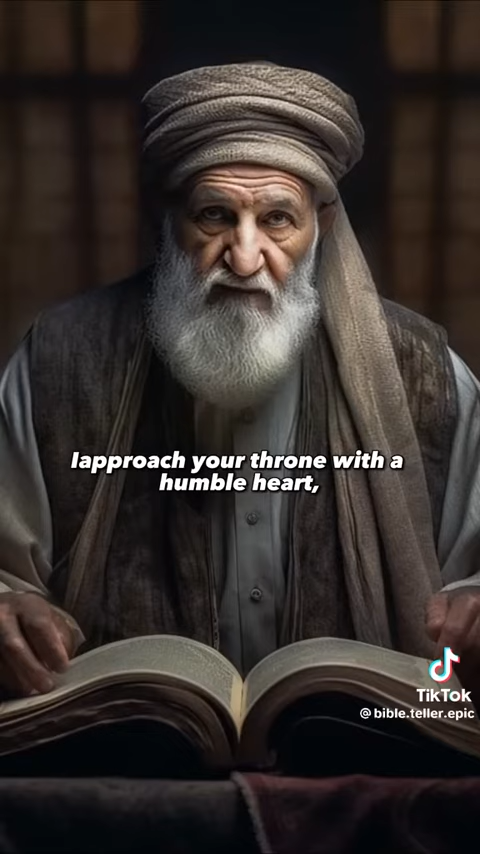 Iapproach your throne with a
humble heart,
TikTok
@bible.teller.epic